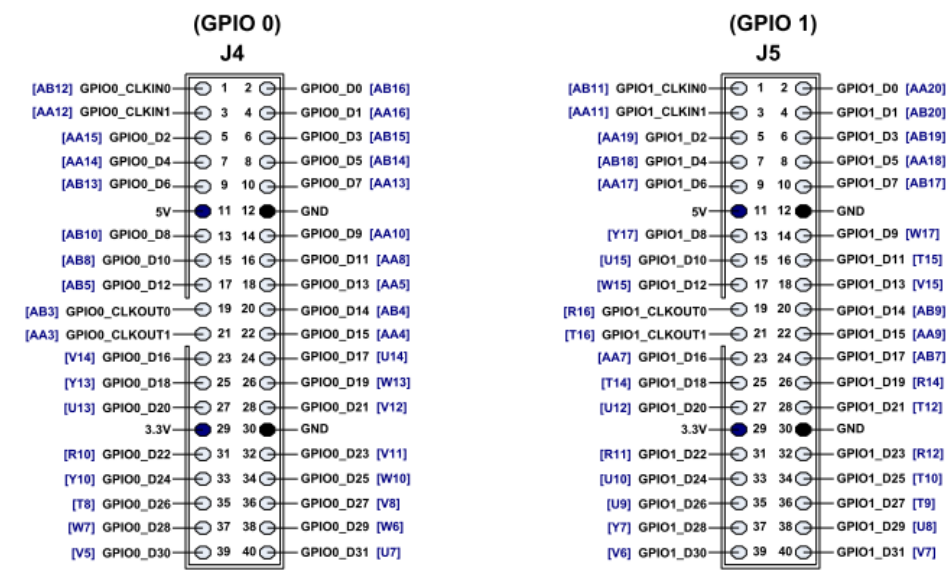 (GPIO 0) (GPIO 1)
J4 J5
[AB12] GPIO0_CLKIN0 1 2 GPIO0_D0 [AB16] [AB11] GPIO1_CLKIN0 1 2 GPIO1_D0 [AA20]
[AA12] GPIO0_CLKIN1 3 4 GPIO0_D1 [AA16] [AA11] GPIO1_CLKIN1 3 4 GPIO1_D1 [AB20]
[AA15] GPIO0_D2 5 6 GPIO0_D3 [AB15] [AA19] GPIO1_D2 5 6 GPIO1_D3 [AB19]
[AA14] GPIO0_D4 7 8 GPIO0_D5 [AB14] [AB18] GPIO1_D4 7 8 GPIO1_D5 [AA18]
[AB13] GPIO0_D6 9 10 GPIO0_D7 [AA13] [AA17] GPIO1_D6 9 10 GPIO1_D7 [AB17]
5V 11 12 GND 5V 11 12 GND
[AB10] GPIO0_D8 13 14 GPIO0_D9 [AA10] [Y17] GPIO1_D8 13 14 GPIO1_D9 [W17]
[AB8] GPIO0_D10 15 16 GPIO0_D11 [AA8] [U15] GPIO1_D10 15 16 GPIO1_D11 [T15]
[AB5] GPIO0_D12 17 18 GPIO0_D13 [AA5] [W15] GPIO1_D12 17 18 GPIO1_D13 [V15]
[AB3] GPIO0_CLKOUT0 19 20 GPIO0_D14 [AB4] [R16] GPIO1_CLKOUT0 19 20 GPIO1_D14 [AB9]
[AA3] GPIO0_CLKOUT1 21 22 GPIO0_D15 [AA4] [T16] GPIO1_CLKOUT1 21 22 GPIO1_D15 [AA9]
[V14] GPIO0_D16 23 24 GPIO0_D17 [U14] [AA7] GPIO1_D16 23 24 GPIO1_D17 [AB7]
[Y13] GPIO0_D18 25 26 GPIO0_D19 [W13] [T14] GPIO1_D18 25 26 GPIO1_D19 [R14]
[U13] GPIO0_D20 27 28 GPIO0_D21 [V12] [U12] GPIO1_D20 27 28 GPIO1_D21 [T12]
3.3V 29 30 GND 3.3V 29 30 GND
[R10] GPIO0_D22 31 32 GPIO0_D23 [V11] [R11] GPIO1_D22 31 32 GPIO1_D23 [R12]
[Y10] GPIO0_D24 33 34 GPIO0_D25 [W10] [U10] GPIO1_D24 33 34 GPIO1_D25 [T10]
[T8] GPIO0_D26 35 36 GPIO0_D27 [V8] [U9] GPIO1_D26 35 36 GPIO1_D27 [T9]
[W7] GPIO0_D28 37 38 GPIO0_D29 [W6] [Y7] GPIO1_D28 37 38 GPIO1_D29 [U8]
[V5] GPIO0_D30 39 40 GPIO0_D31 [U7] [V6] GPIO1_D30 39 40 GPIO1_D31 [V7]